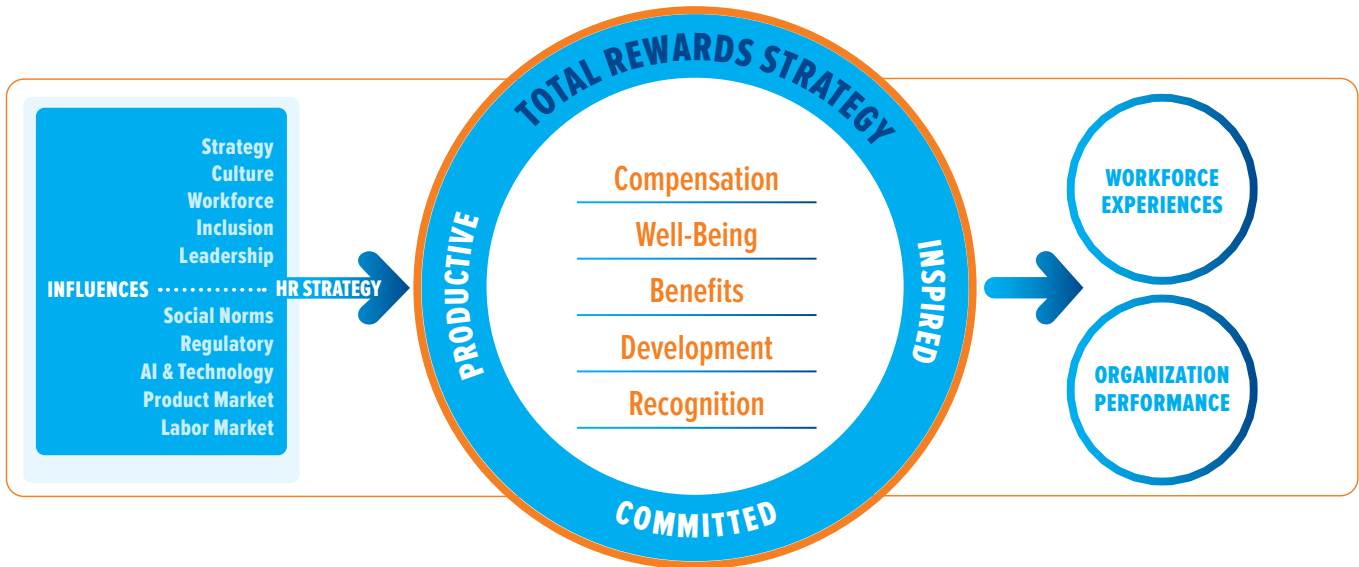 Strategy
Culture
Workforce
Inclusion
Leadership
INFLUENCES
HR STRATEGY
Social Norms
Regulatory
AI & Technology
Product Market
Labor Market
TOTAL REWARDS STRATEGY
PRODUCTIVE
Compensation
Well-Being
Benefits
Development
Recognition
INSPIRED
COMMITTED
WORKFORCE
EXPERIENCES
ORGANIZATION
PERFORMANCE